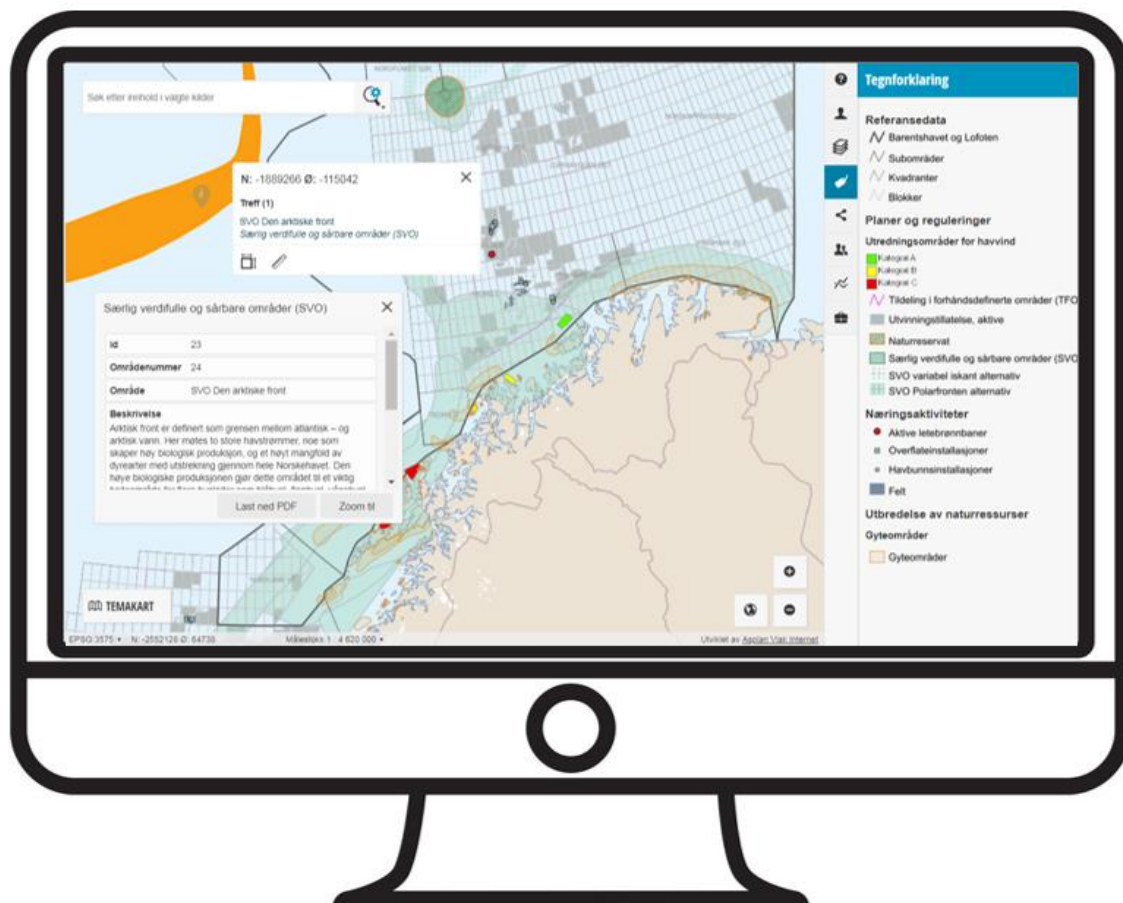 Søk etter innhold i valgte kilder
N: -1889266 Ø: -115042
Treff (1)
SVO Den arktiske front
Særlig verdifulle og sårbare områder (SVO)
Særlig verdifulle og sårbare områder (SVO)
Id 23
Områdenummer 24
Område SVO Den arktiske front
Beskrivelse
Arktisk front er definert som grensen mellom atlantisk – og
arktisk vann. Her møtes to store havstrømmer, noe som
skaper høy biologisk produksjon, og et høyt mangfold av
dyrearter med utstrekning gjennom hele Norskehavet. Den
høye biologiske produksjonen gjør dette området til et viktig
Last ned PDF Zoom til
TEMAKART
EPSG:3575 N: -2552128 Ø: 64738 Målestokk 1 : 4 620 000
Utviklet av Asplan Viak Internet
Tegnforklaring
Referansedata
Barentshavet og Lofoten
Subområder
Kvadranter
Blokker
Planer og reguleringer
Utredningsområder for havvind
Kategori A
Kategori B
Kategori C
Tildeling i forhåndsdefinerte områder (TFO
Utvinningstillatelse, aktive
Naturreservat
Særlig verdifulle og sårbare områder (SVO
SVO variabel iskant alternativ
SVO Polarfronten alternativ
Næringsaktiviteter
Aktive letebrønnbaner
Overflateinstallasjoner
Havbunnsinstallasjoner
Felt
Utbredelse av naturressurser
Gyteområder
Gyteområder